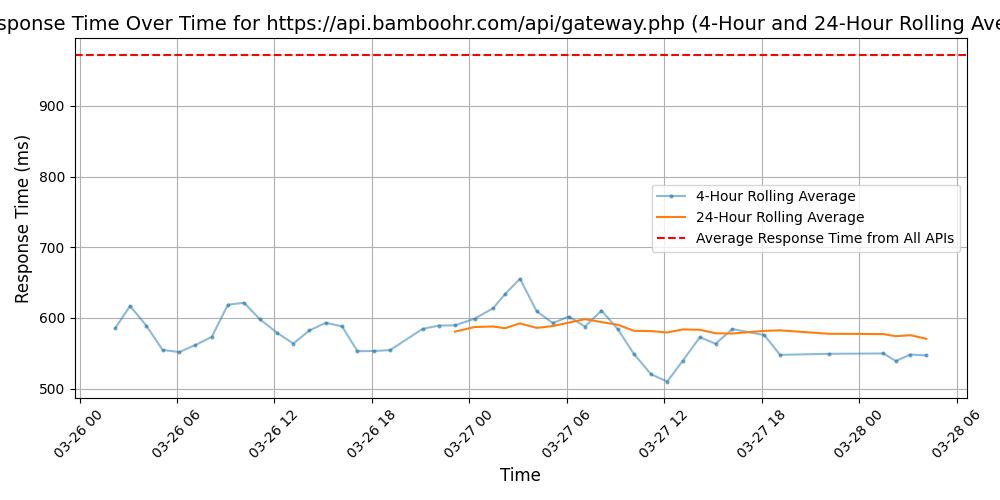 sponse Time Over Time for https://api.bamboohr.com/api/gateway.php (4-Hour and 24-Hour Rolling Ave
Response Time (ms)
900
800
700
600
500
4-Hour Rolling Average
24-Hour Rolling Average
Average Response Time from All APIs
03-26 00
03-26 06
03-26 12
03-26 18
03-27 00
03-27 06
03-27 12
03-27 18
03-28 00
03-28 06
Time